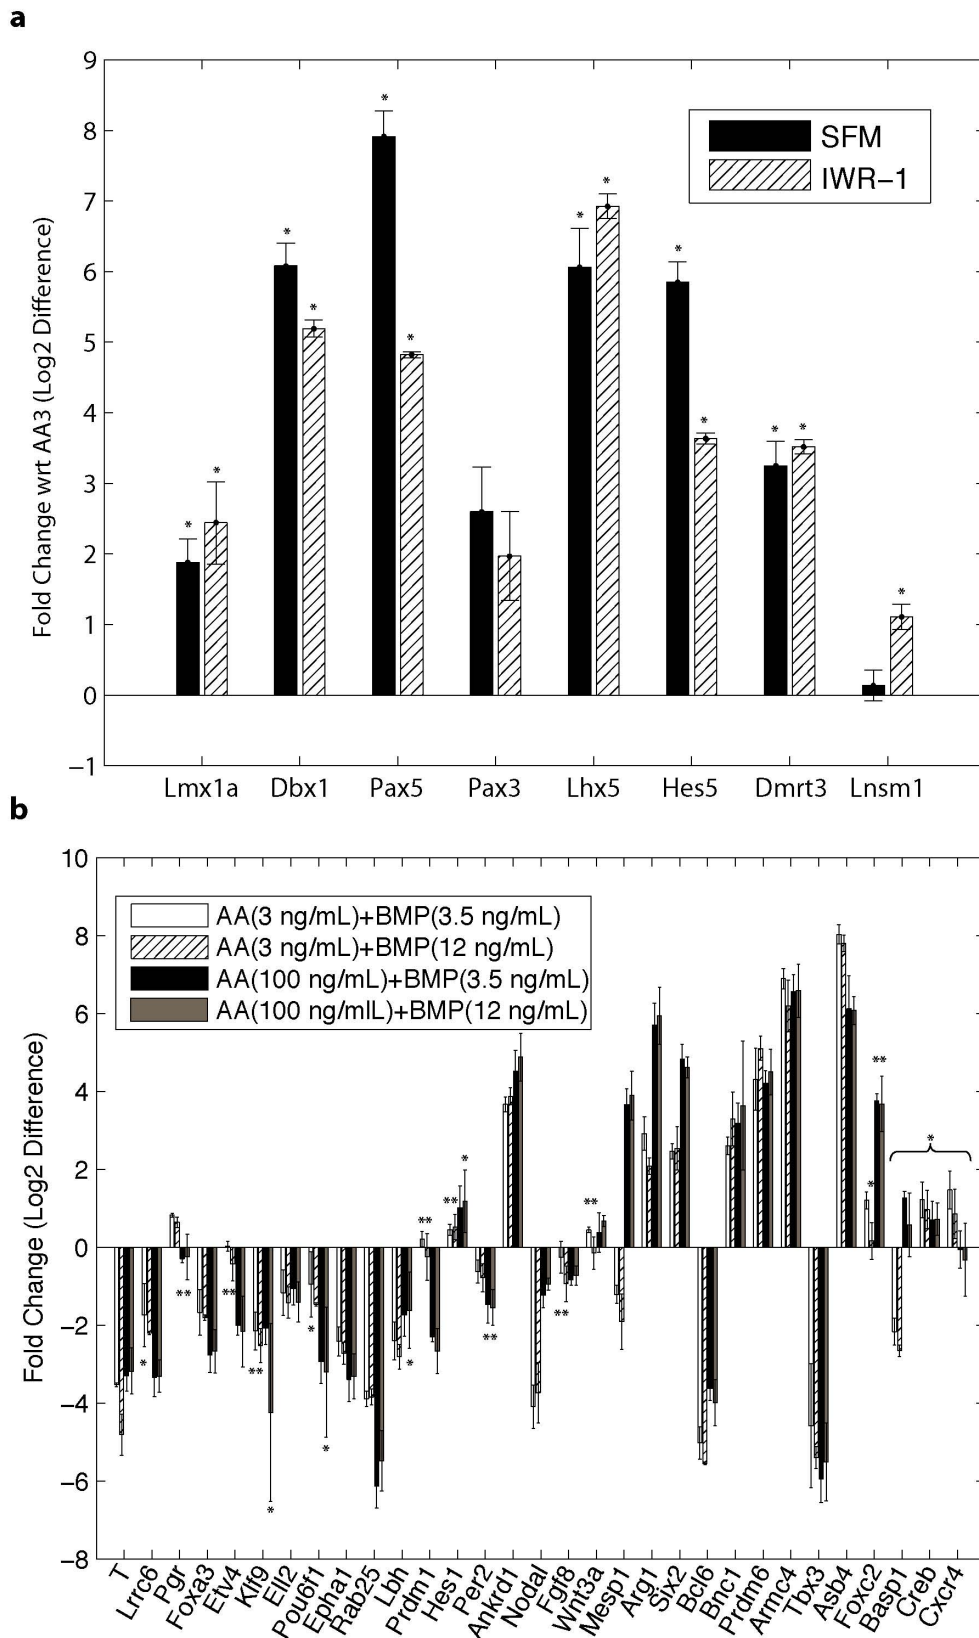 a
Fold Change wrt AA3 (Log2 Difference)
9
8
7
6
5
4
3
2
1
0
−1
SFM
IWR−1
* * * * * * * * * * * * *
Lmx1a Dbx1 Pax5 Pax3 Lhx5 Hes5 Dmrt3 Lnsm1
b
Fold Change (Log2 Difference)
10
8
6
4
2
0
−2
−4
−6
−8
AA(3 ng/mL)+BMP(3.5 ng/mL)
AA(3 ng/mL)+BMP(12 ng/mL)
AA(100 ng/mL)+BMP(3.5 ng/mL)
AA(100 ng/mlL)+BMP(12 ng/mL)
T Lrrc6 Pgr Foxa3 Etv4 Klf9 Ell2 Pou6f1 Epha1 Rab25 Lbh Prdm1 Hes1 Per2 Ankrd1 Nodal Fgf8 Wnt3a Mesp1 Arg1 Six2 Bcl6 Bnc1 Prdm6 Armc4 Tbx3 Asb4 Foxc2 Basp1 Creb Cxcr4